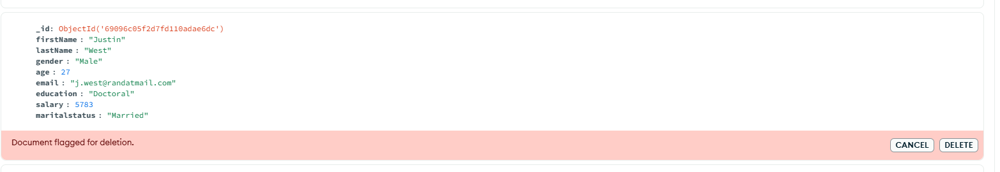 _id: ObjectId('69096c05f2d7fd110adae6dc')
firstName : "Justin"
lastName : "West"
gender : "Male"
age : 27
email : "j.west@randatmail.com"
education : "Doctoral"
salary : 5783
maritalstatus : "Married"
Document flagged for deletion.
CANCEL DELETE